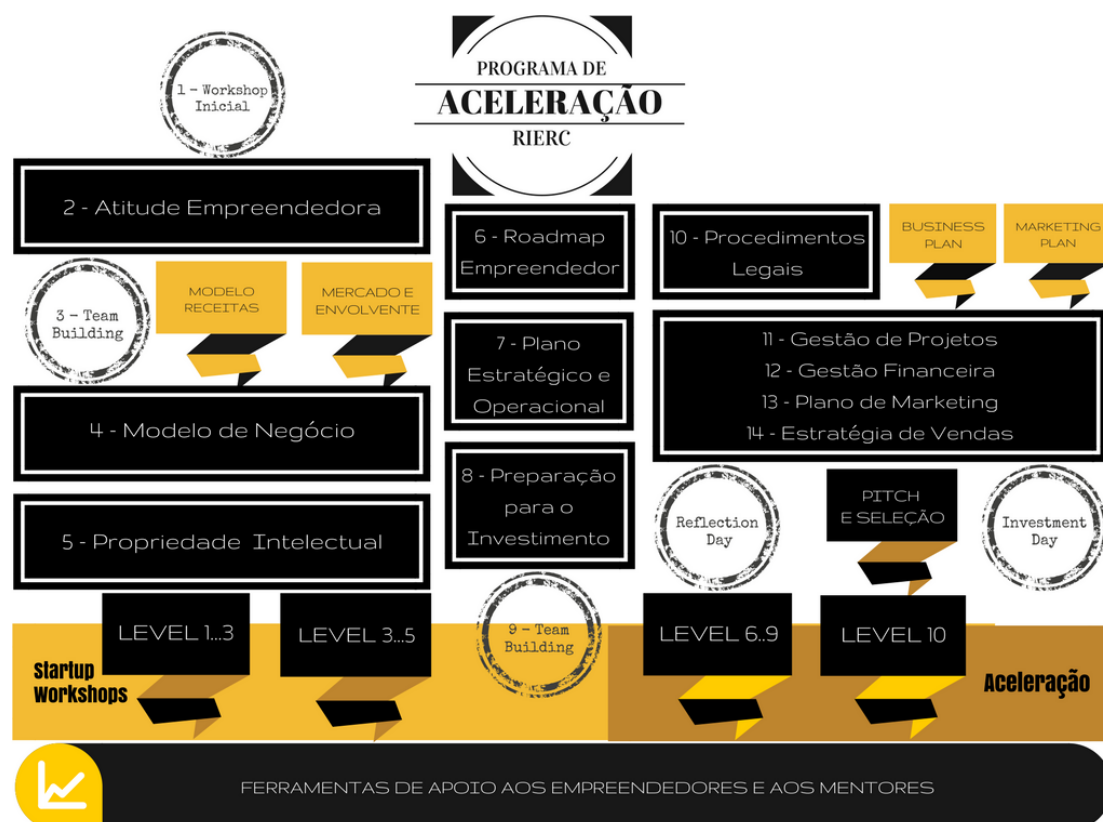 1 - Workshop
Inicial
PROGRAMA DE
ACELERAÇÃO
RIERC
2 - Atitude Empreendedora
3 - Team
Building
MODELO
RECEITAS
MERCADO E
ENVOLVENTE
4 - Modelo de Negócio
5 - Propriedade Intelectual
6 - Roadmap
Empreendedor
7 - Plano
Estratégico e
Operacional
8 - Preparação
para o
Investimento
9 - Team
Building
10 - Procedimentos
Legais
BUSINESS
PLAN
MARKETING
PLAN
11 - Gestão de Projetos
12 - Gestão Financeira
13 - Plano de Marketing
14 - Estratégia de Vendas
Reflection
Day
PITCH
E SELEÇÃO
Investment
Day
Startup
Workshops
LEVEL 1...3
LEVEL 3...5
LEVEL 6..9
LEVEL 10
Aceleração
FERRAMENTAS DE APOIO AOS EMPREENDEDORES E AOS MENTORES